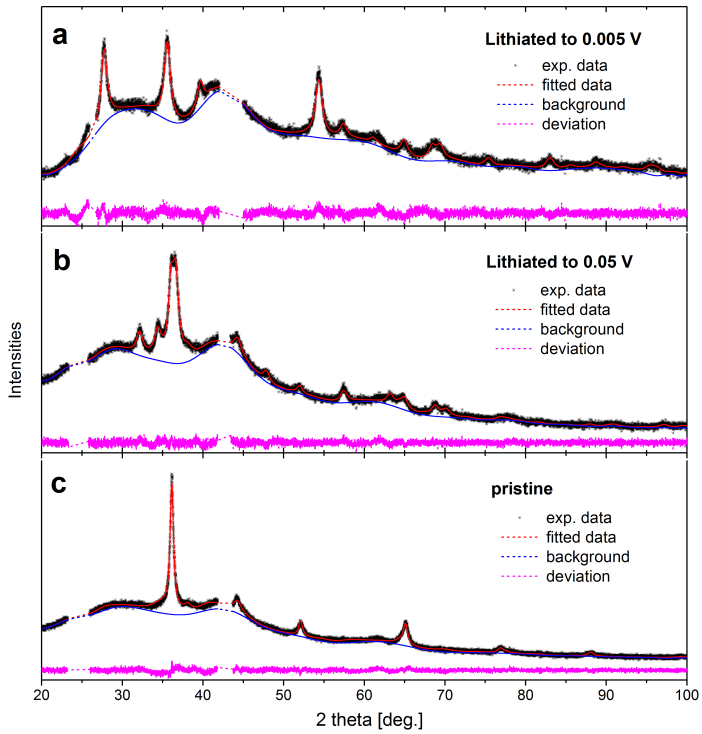 a
Lithiated to 0.005 V
exp. data
fitted data
background
deviation
b
Lithiated to 0.05 V
exp. data
fitted data
background
deviation
Intensities
c
pristine
exp. data
fitted data
background
deviation
20 30 40 50 60 70 80 90 100
2 theta [deg.]